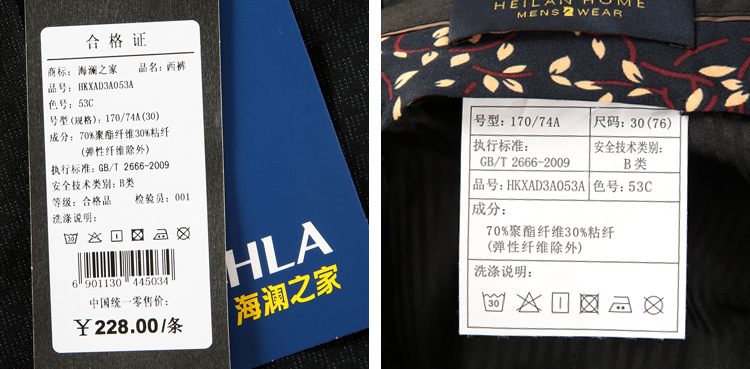 合格证
商标：海澜之家 品名：西裤
品号：HKXAD3A053A
色号：53C
号型(规格)：170/74A(30)
成分：70%聚酯纤维30%粘纤
(弹性纤维除外)
执行标准：GB/T 2666-2009
安全技术类别：B类
等级：合格品 检验员：001
洗涤说明：
30
6 901130 445034
中国统一零售价：
￥228.00/条
HLA
海澜之家
HEILAN HOME
MENS WEAR
号型：170/74A 尺码：30(76)
执行标准：
GB/T 2666-2009
安全技术类别：
B 类
品号：HKXAD3A053A 色号：53C
成分：
70%聚酯纤维30%粘纤
(弹性纤维除外)
洗涤说明：
30